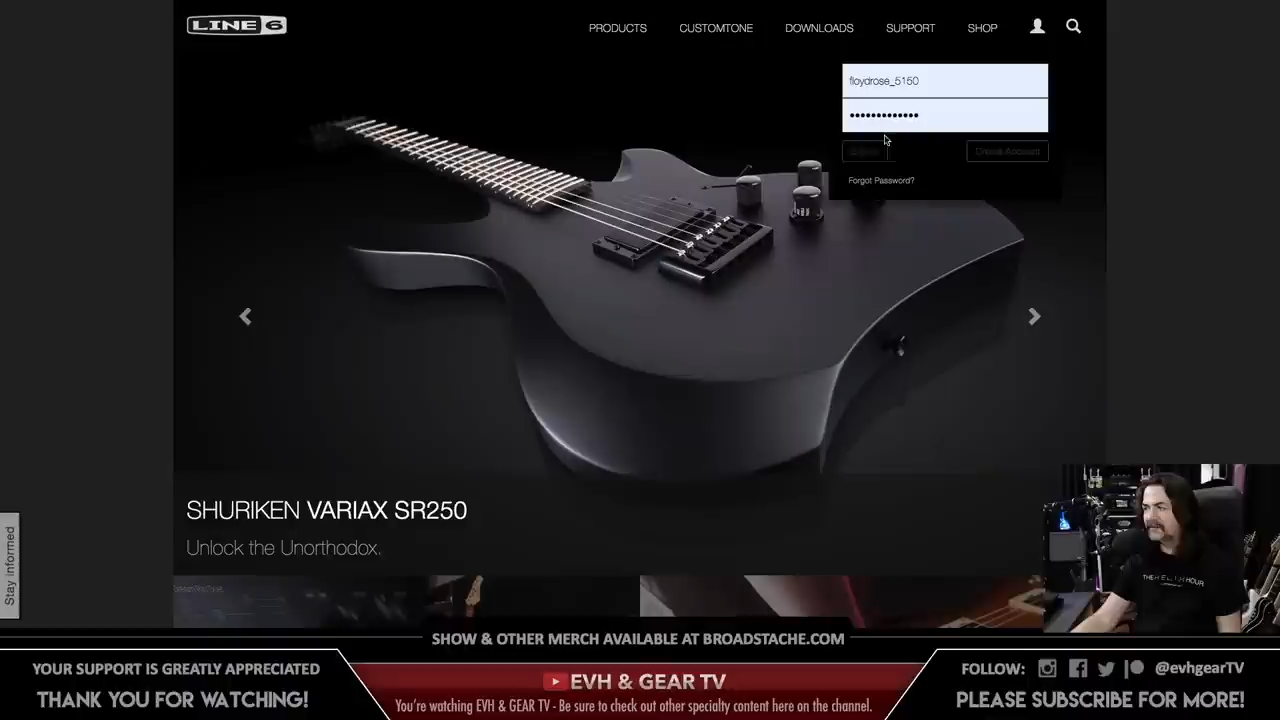 LINE 6
PRODUCTS CUSTOMTONE DOWNLOADS SUPPORT SHOP
floydrose_5150
•••••••••••••
Create Account
Forgot Password?
SHURIKEN VARIAX SR250
Unlock the Unorthodox.
Stay informed
SHOW & OTHER MERCH AVAILABLE AT BROADSTACHE.COM
YOUR SUPPORT IS GREATLY APPRECIATED
THANK YOU FOR WATCHING!
EVH & GEAR TV
You're watching EVH & GEAR TV - Be sure to check out other specialty content here on the channel.
FOLLOW: @evhgearTV
PLEASE SUBSCRIBE FOR MORE!